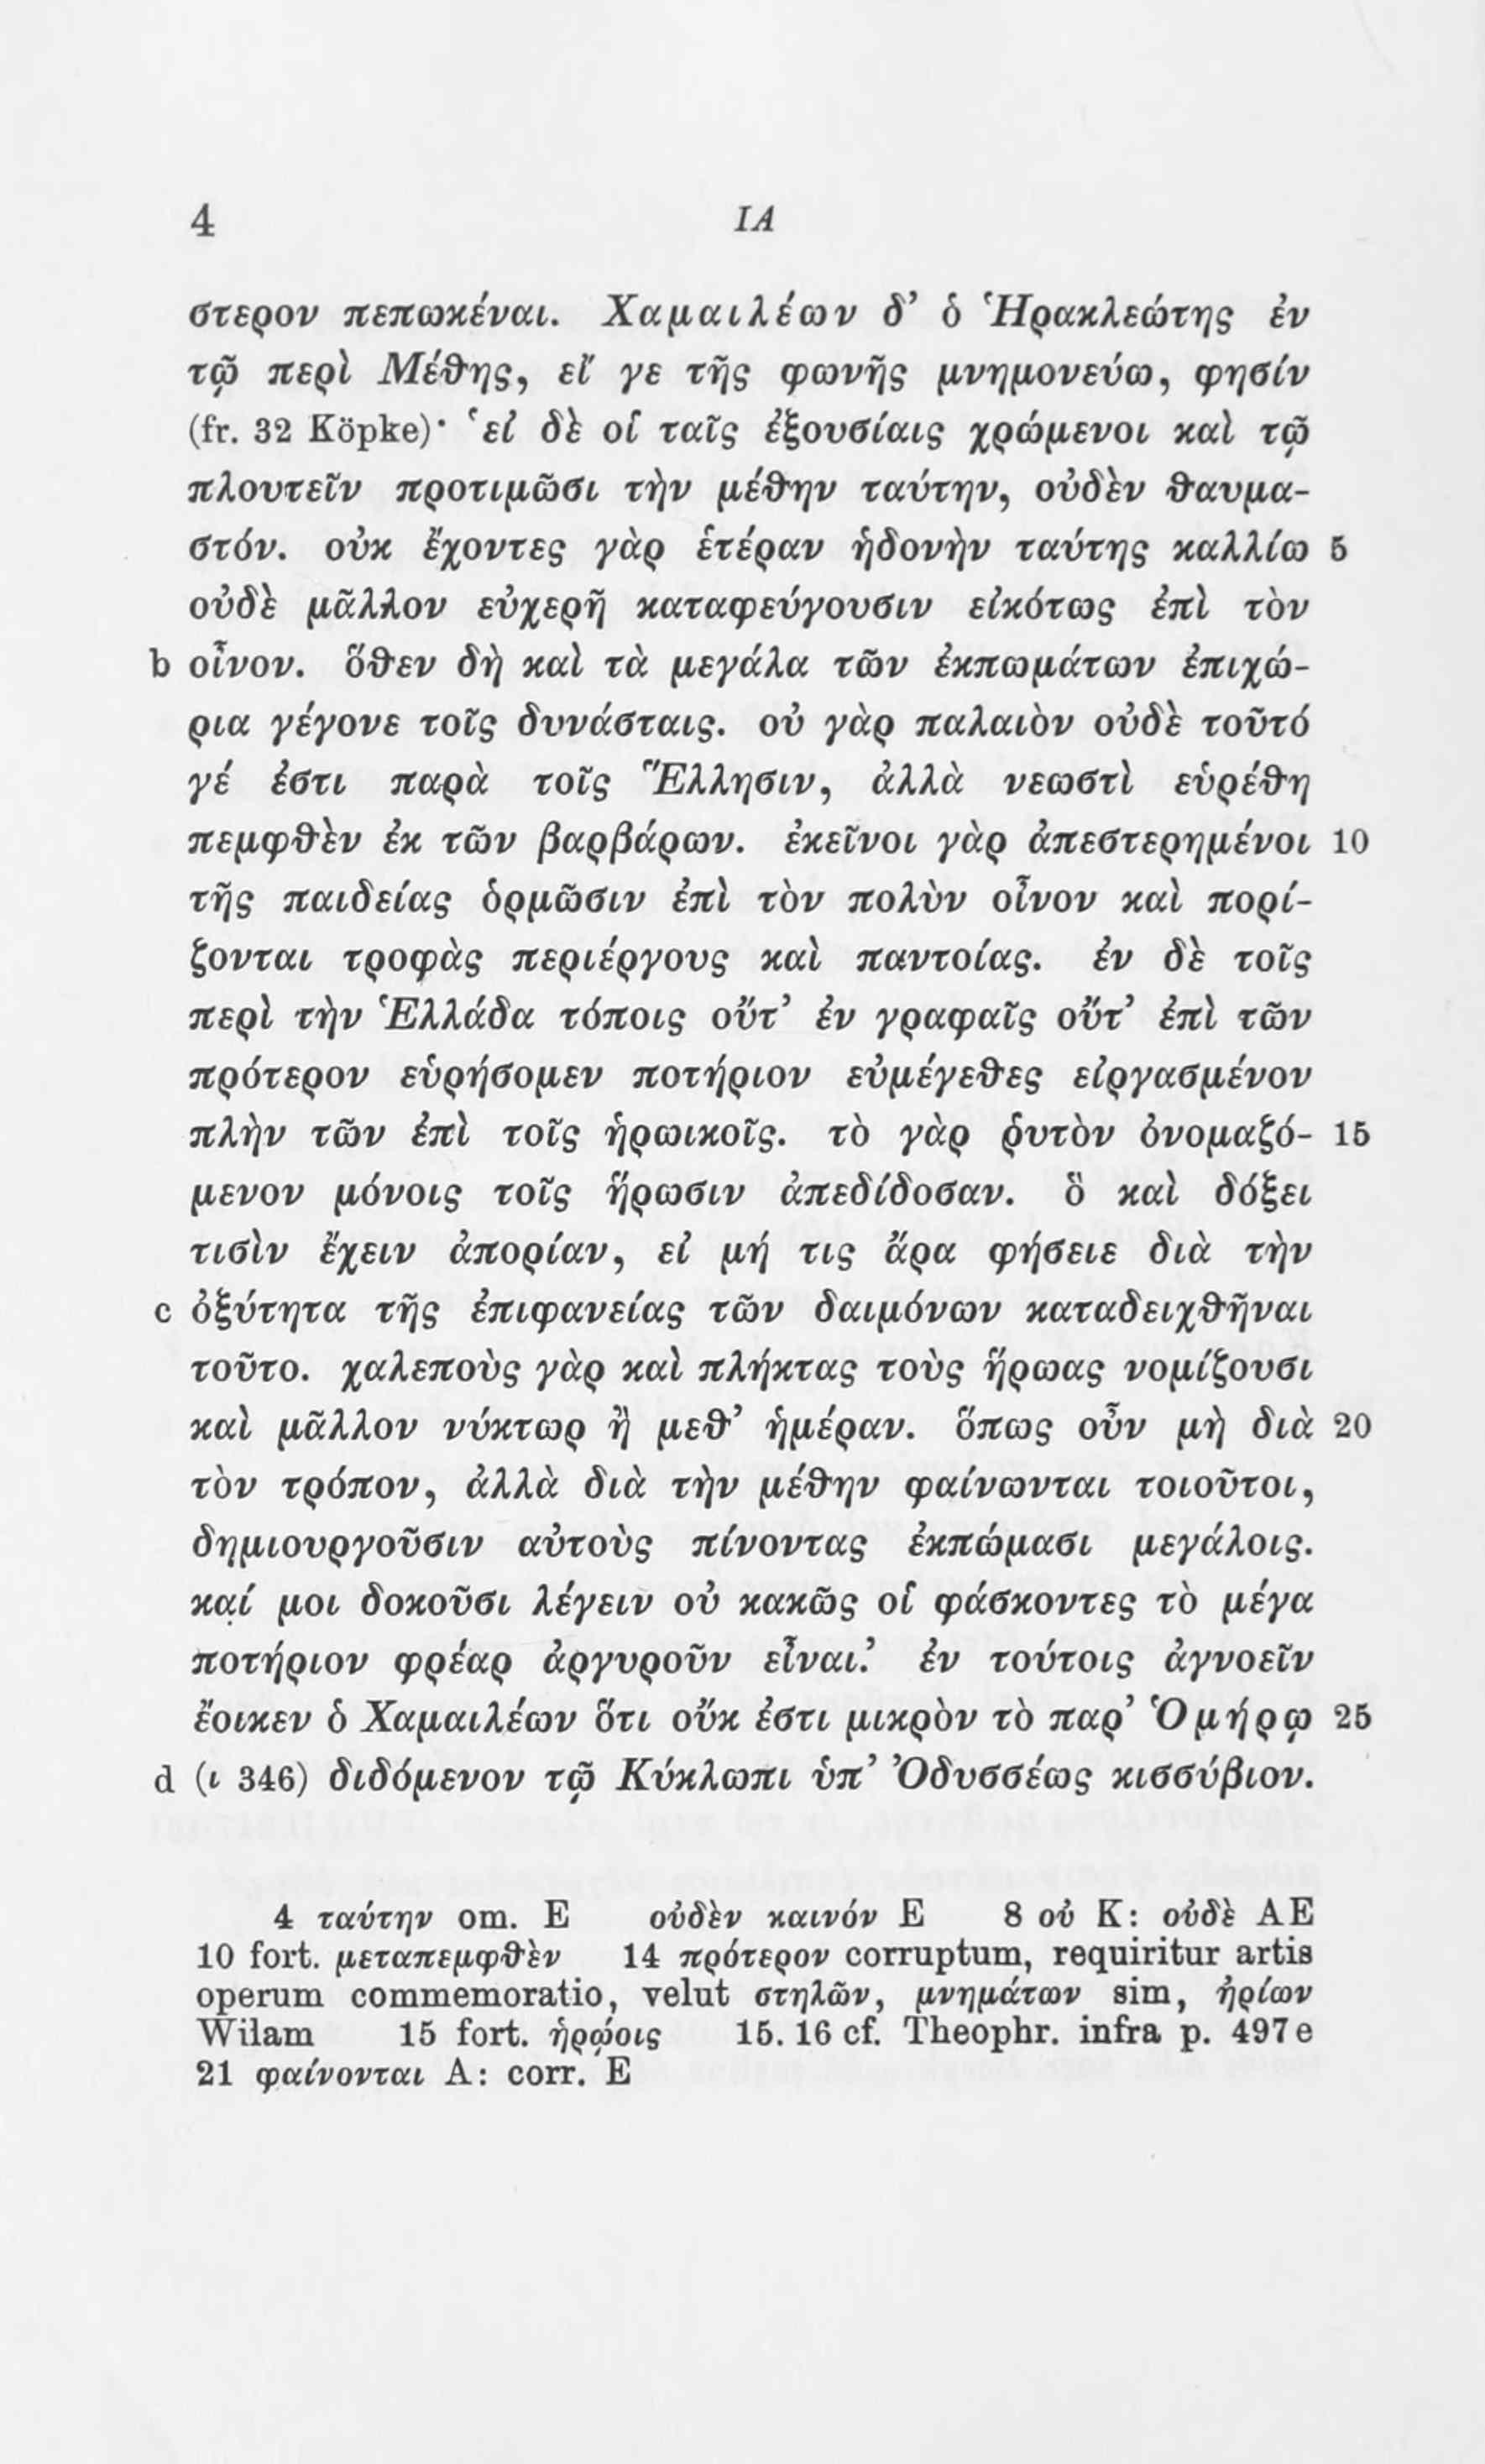 4 ΙΑ
στερον πεπωκέναι. Χαμαιλέων δ’ ὁ Ἡρακλεώτης ἐν
τῷ περὶ Μέθης, εἴ γε τῆς φωνῆς μνημονεύω, φησίν
(fr. 32 Köpke)· ‘εἰ δὲ οἱ ταῖς ἐξουσίαις χρώμενοι καὶ τῷ
πλουτεῖν προτιμῶσι τὴν μέθην ταύτην, οὐδὲν θαυμα-
στόν. οὐκ ἔχοντες γὰρ ἑτέραν ἡδονὴν ταύτης καλλίω 5
οὐδὲ μᾶλλον εὐχερῆ καταφεύγουσιν εἰκότως ἐπὶ τὸν
b οἶνον. ὅθεν δὴ καὶ τὰ μεγάλα τῶν ἐκπωμάτων ἐπιχώ-
ρια γέγονε τοῖς δυνάσταις. οὐ γὰρ παλαιὸν οὐδὲ τοῦτό
γέ ἐστι παρὰ τοῖς Ἕλλησιν, ἀλλὰ νεωστὶ εὑρέθη
πεμφθὲν ἐκ τῶν βαρβάρων. ἐκεῖνοι γὰρ ἀπεστερημένοι 10
τῆς παιδείας ὁρμῶσιν ἐπὶ τὸν πολὺν οἶνον καὶ πορί-
ζονται τροφὰς περιέργους καὶ παντοίας. ἐν δὲ τοῖς
περὶ τὴν Ἑλλάδα τόποις οὔτ’ ἐν γραφαῖς οὔτ’ ἐπὶ τῶν
πρότερον εὑρήσομεν ποτήριον εὐμέγεθες εἰργασμένον
πλὴν τῶν ἐπὶ τοῖς ἡρωικοῖς. τὸ γὰρ ῥυτὸν ὀνομαζό- 15
μενον μόνοις τοῖς ἥρωσιν ἀπεδίδοσαν. ὃ καὶ δόξει
τισὶν ἔχειν ἀπορίαν, εἰ μή τις ἄρα φήσειε διὰ τὴν
c ὀξύτητα τῆς ἐπιφανείας τῶν δαιμόνων καταδειχθῆναι
τοῦτο. χαλεποὺς γὰρ καὶ πλήκτας τοὺς ἥρωας νομίζουσι
καὶ μᾶλλον νύκτωρ ἢ μεθ’ ἡμέραν. ὅπως οὖν μὴ διὰ 20
τὸν τρόπον, ἀλλὰ διὰ τὴν μέθην φαίνωνται τοιοῦτοι,
δημιουργοῦσιν αὐτοὺς πίνοντας ἐκπώμασι μεγάλοις.
καί μοι δοκοῦσι λέγειν οὐ κακῶς οἱ φάσκοντες τὸ μέγα
ποτήριον φρέαρ ἀργυροῦν εἶναι.’ ἐν τούτοις ἀγνοεῖν
ἔοικεν ὁ Χαμαιλέων ὅτι οὔκ ἐστι μικρὸν τὸ παρ’ Ὁμήρῳ 25
d (ι 346) διδόμενον τῷ Κύκλωπι ὑπ’ Ὀδυσσέως κισσύβιον.
4 ταύτην om. E οὐδὲν καινόν E 8 οὐ K: οὐδὲ AE
10 fort. μεταπεμφθὲν 14 πρότερον corruptum, requiritur artis
operum commemoratio, velut στηλῶν, μνημάτων sim, ἠρίων
Wilam 15 fort. ἡρῴοις 15. 16 cf. Theophr. infra p. 497 e
21 φαίνονται A: corr. E